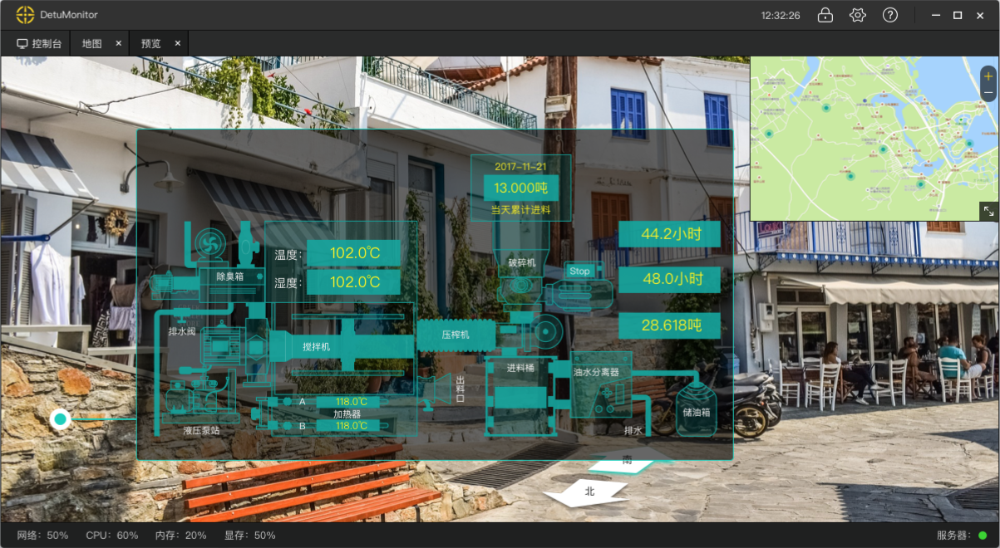 DetuMonitor
12:32:26
控制台
地图
预览
2017-11-21
13.000吨
当天累计进料
44.2小时
温度：
102.0℃
除臭箱
湿度：
102.0℃
破碎机
Stop
48.0小时
28.618吨
排水阀
搅拌机
压榨机
进料桶
油水分离器
出料口
A
118.0℃
加热器
B
118.0℃
液压泵站
储油箱
排水
南
北
网络：50%
CPU：60%
内存：20%
显存：50%
服务器：